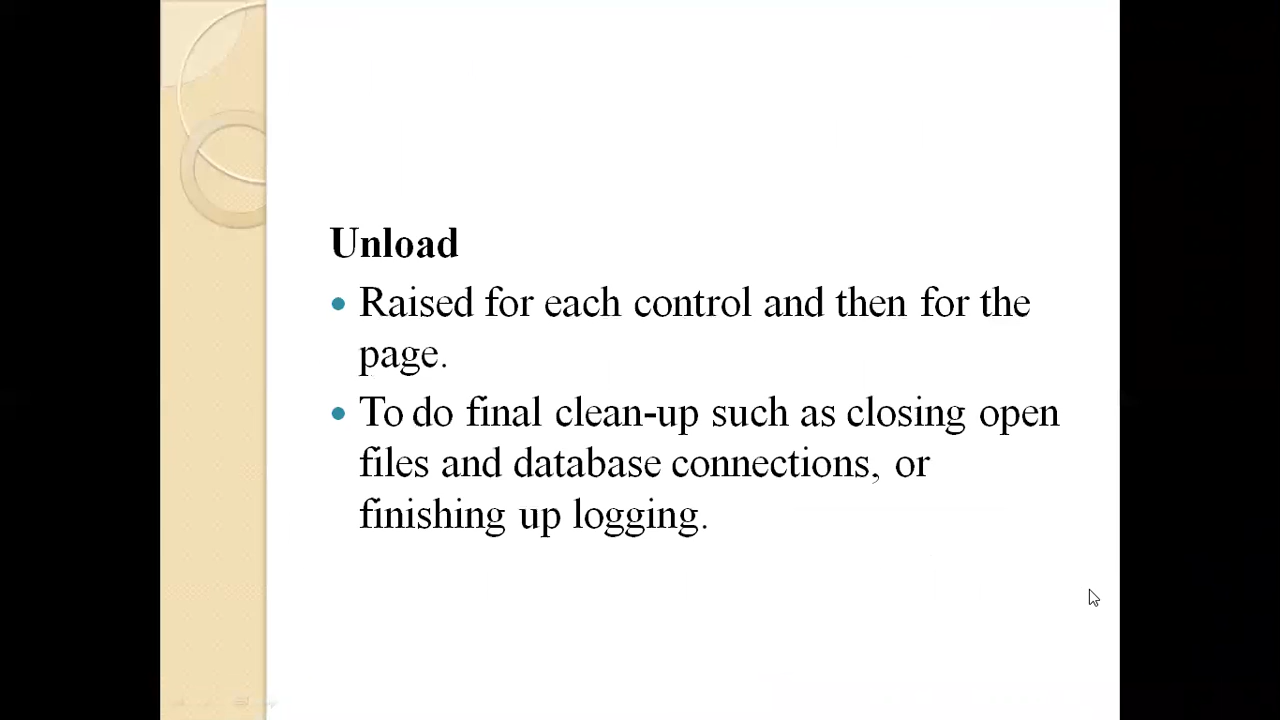 Unload
• Raised for each control and then for the
page.
• To do final clean-up such as closing open
files and database connections, or
finishing up logging.